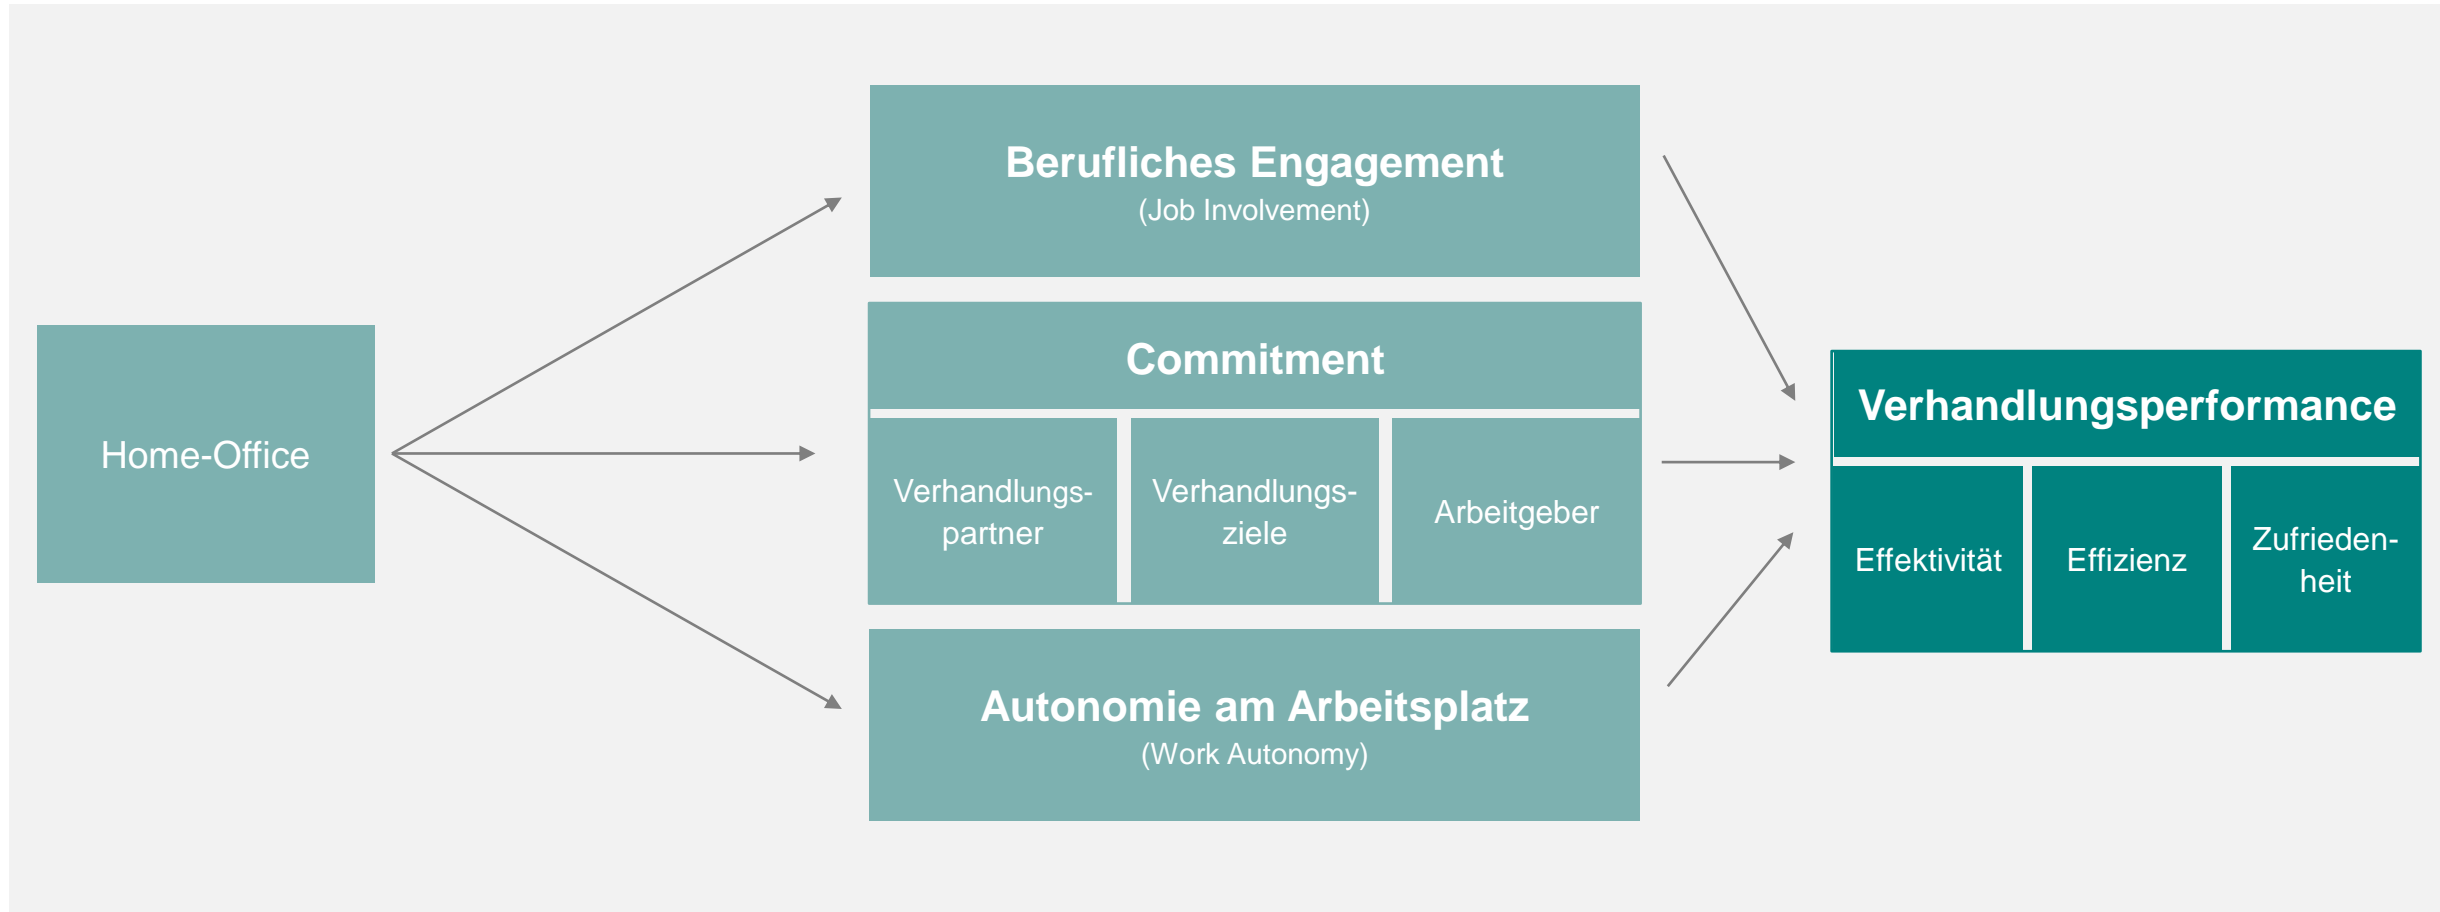 Home-Office
Berufliches Engagement
(Job Involvement)
Commitment
Verhandlungs-
partner
Verhandlungs-
ziele
Arbeitgeber
Autonomie am Arbeitsplatz
(Work Autonomy)
Verhandlungsperformance
Effektivität
Effizienz
Zufrieden-
heit